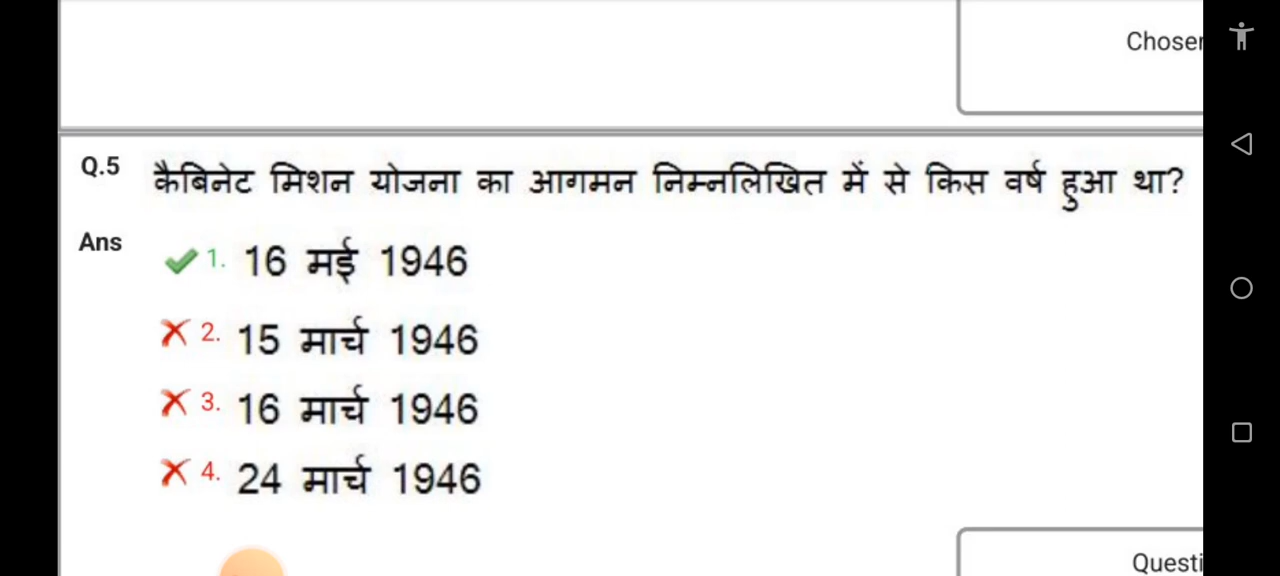 Chosen
Q.5 कैबिनेट मिशन योजना का आगमन निम्नलिखित में से किस वर्ष हुआ था?
Ans 1. 16 मई 1946
2. 15 मार्च 1946
3. 16 मार्च 1946
4. 24 मार्च 1946
Questi